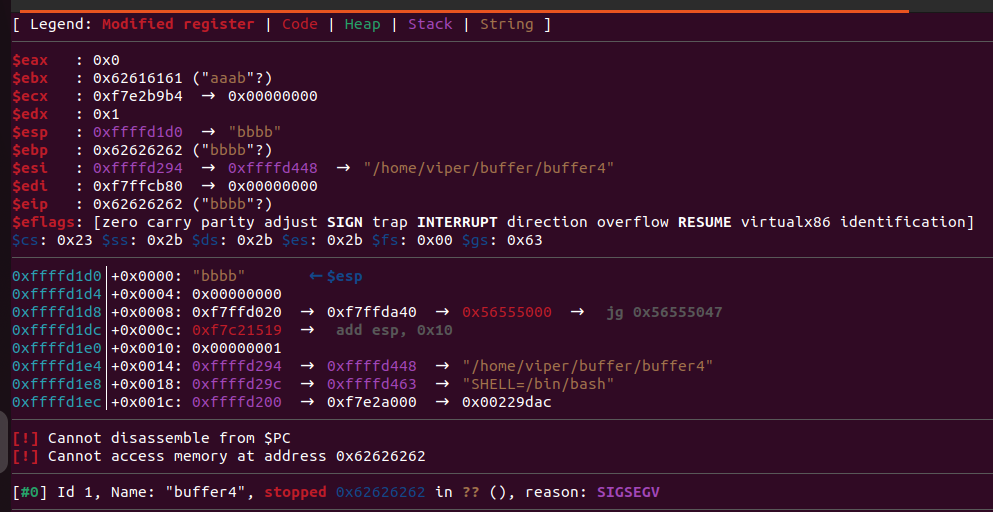 [ Legend: Modified register | Code | Heap | Stack | String ]
$eax   : 0x0
$ebx   : 0x62616161 ("aaab"?)
$ecx   : 0xf7e2b9b4  →  0x00000000
$edx   : 0x1
$esp   : 0xffffd1d0  →  "bbbb"
$ebp   : 0x62626262 ("bbbb"?)
$esi   : 0xffffd294  →  0xffffd448  →  "/home/viper/buffer/buffer4"
$edi   : 0xf7ffcb80  →  0x00000000
$eip   : 0x62626262 ("bbbb"?)
$eflags: [zero carry parity adjust SIGN trap INTERRUPT direction overflow RESUME virtualx86 identification]
$cs: 0x23 $ss: 0x2b $ds: 0x2b $es: 0x2b $fs: 0x00 $gs: 0x63
0xffffd1d0│+0x0000: "bbbb"       ← $esp
0xffffd1d4│+0x0004: 0x00000000
0xffffd1d8│+0x0008: 0xf7ffd020  →  0xf7ffda40  →  0x56555000  →   jg 0x56555047
0xffffd1dc│+0x000c: 0xf7c21519  →   add esp, 0x10
0xffffd1e0│+0x0010: 0x00000001
0xffffd1e4│+0x0014: 0xffffd294  →  0xffffd448  →  "/home/viper/buffer/buffer4"
0xffffd1e8│+0x0018: 0xffffd29c  →  0xffffd463  →  "SHELL=/bin/bash"
0xffffd1ec│+0x001c: 0xffffd200  →  0xf7e2a000  →  0x00229dac
[!] Cannot disassemble from $PC
[!] Cannot access memory at address 0x62626262
[#0] Id 1, Name: "buffer4", stopped 0x62626262 in ?? (), reason: SIGSEGV